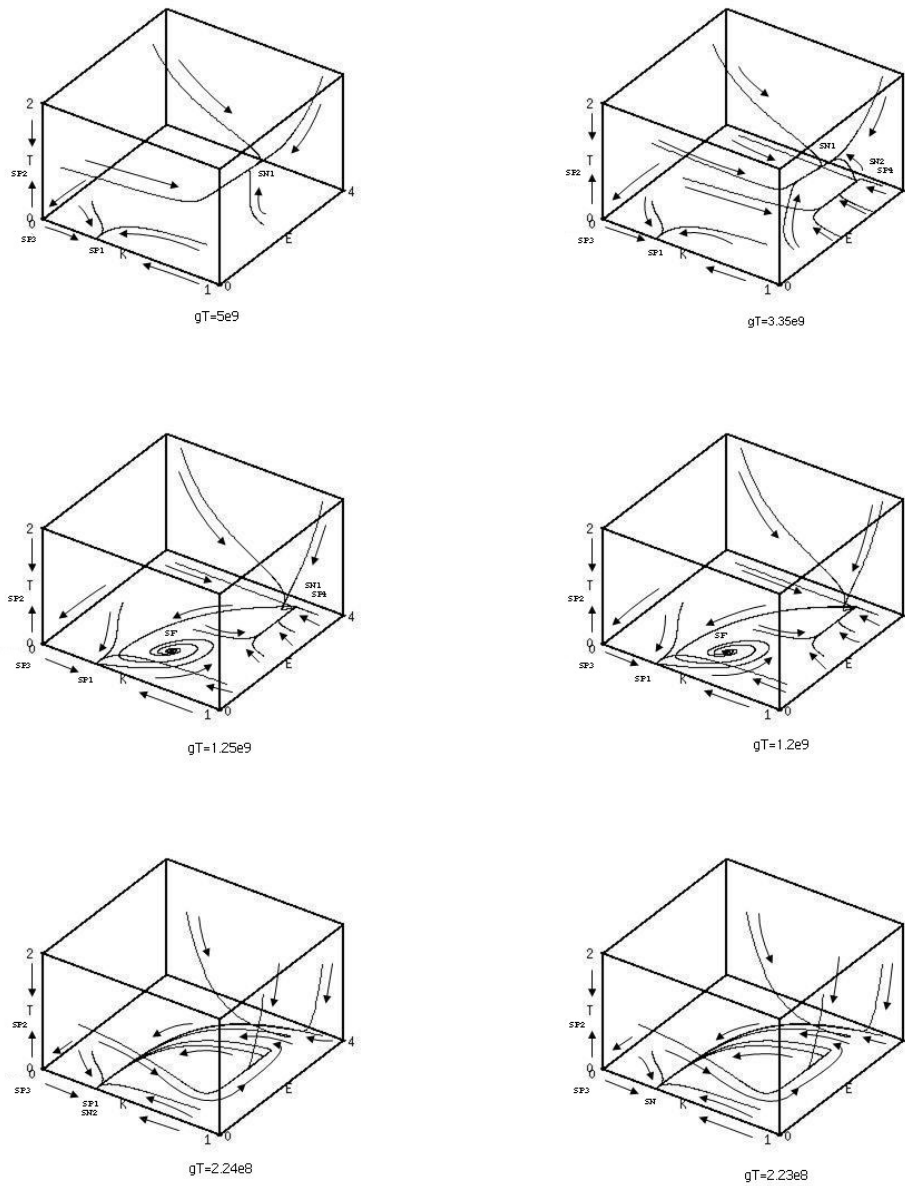 2
T
SP2
SN1
4
0
0
SP3
SP1
K
E
1
0
gT=5e9
2
T
SN1
SN2
SP4
SP2
0
0
SP3
SP1
K
E
1
0
gT=3.35e9
2
T
SN1
SP4
SP2
4
SF
0
SP3
SP1
K
E
1
0
gT=1.25e9
2
T
SP2
SF
0
SP3
SP1
K
E
1
0
gT=1.2e9
2
T
SP2
4
0
SP3
SP1
SN2
K
E
1
0
gT=2.24e8
2
T
SP2
0
SP3
SN
K
E
1
0
gT=2.23e8